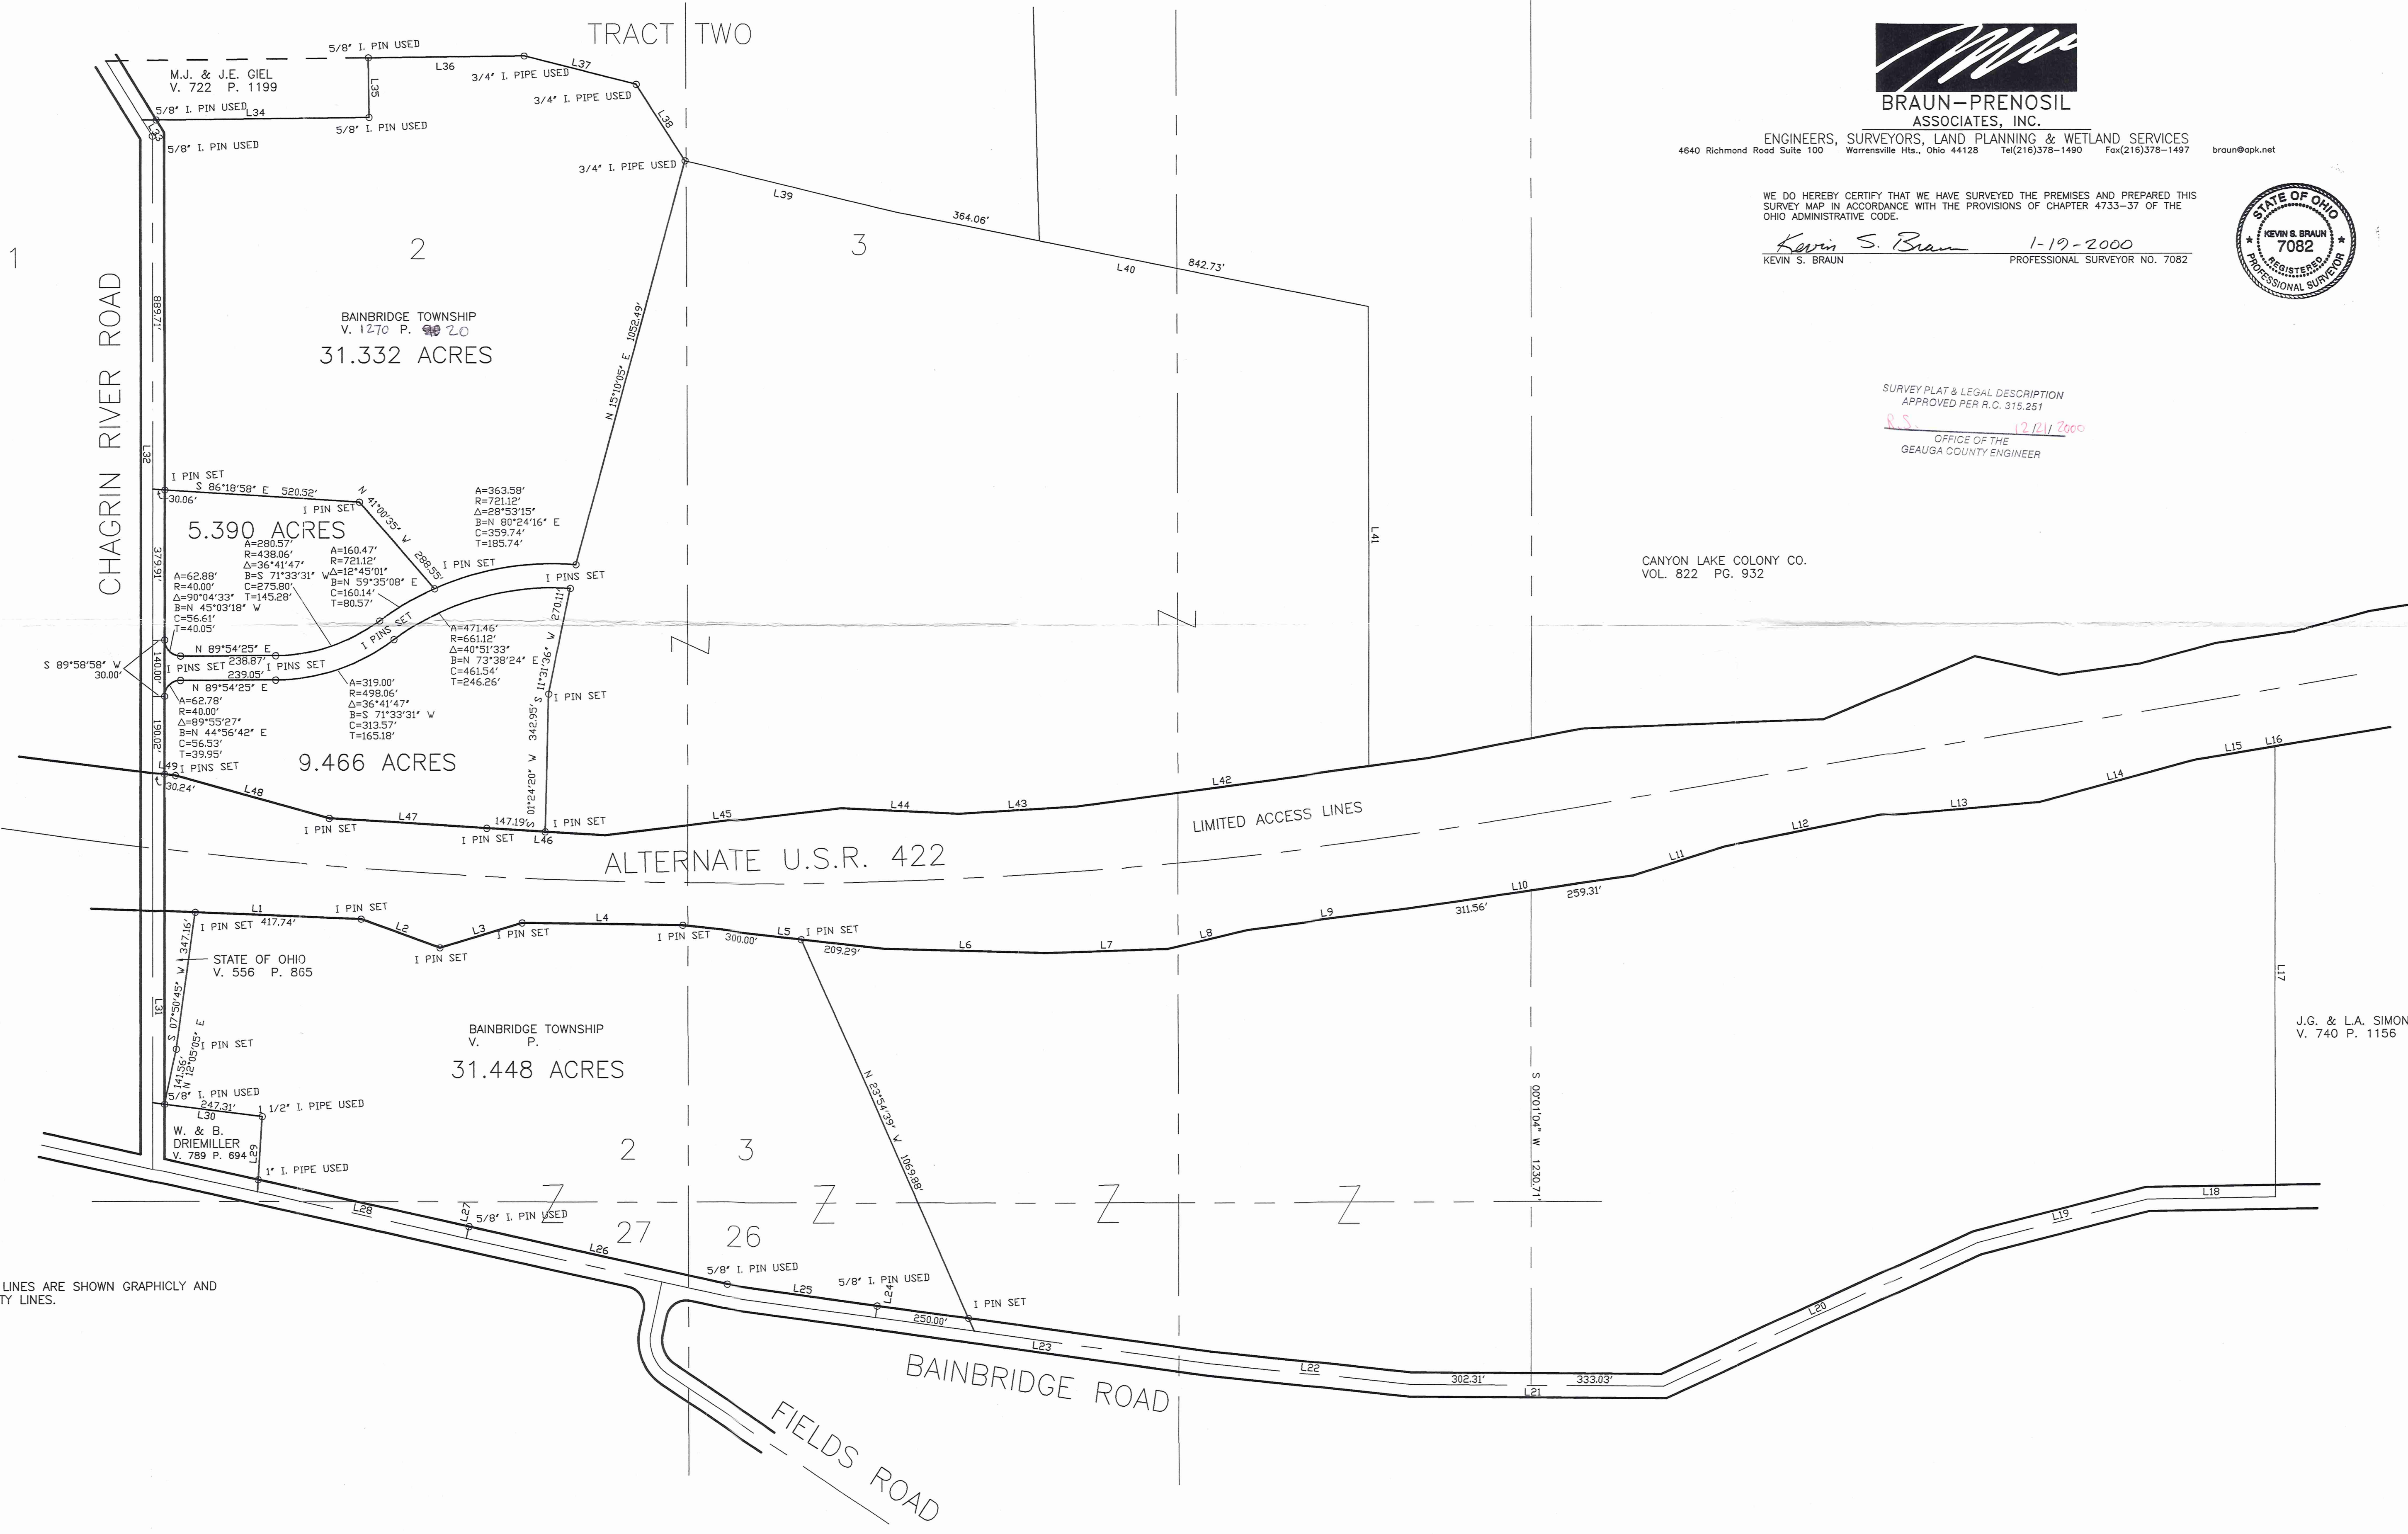 TRACT TWO
5/8" I. PIN USED
M.J. & J.E. GIEL
V. 722 P. 1199
L36
L37
3/4" I. PIPE USED
3/4" I. PIPE USED
L35
5/8" I. PIN USED
L34
L33
5/8" I. PIN USED
5/8" I. PIN USED
L38
3/4" I. PIPE USED
L39
364.06'
L40
842.73'
1
2
3
CHAGRIN RIVER ROAD
889.71'
L32
BAINBRIDGE TOWNSHIP
V. 1270 P. 20
31.332 ACRES
N 15°10'05" E 1052.49'
L41
BRAUN-PRENOSIL
ASSOCIATES, INC.
ENGINEERS, SURVEYORS, LAND PLANNING & WETLAND SERVICES
4640 Richmond Road Suite 100 Warrensville Hts., Ohio 44128 Tel(216)378-1490 Fax(216)378-1497 braun@apk.net
WE DO HEREBY CERTIFY THAT WE HAVE SURVEYED THE PREMISES AND PREPARED THIS
SURVEY MAP IN ACCORDANCE WITH THE PROVISIONS OF CHAPTER 4733-37 OF THE
OHIO ADMINISTRATIVE CODE.
Kevin S. Braun 1-19-2000
KEVIN S. BRAUN PROFESSIONAL SURVEYOR NO. 7082
STATE OF OHIO
KEVIN S. BRAUN
7082
REGISTERED
PROFESSIONAL SURVEYOR
SURVEY PLAT & LEGAL DESCRIPTION
APPROVED PER R.C. 315.251
R.S. 12/21/2000
OFFICE OF THE
GEAUGA COUNTY ENGINEER
CANYON LAKE COLONY CO.
VOL. 822 PG. 932
I PIN SET
S 86°18'58" E 520.52'
30.06'
I PIN SET
N 41°00'35" W 288.55'
5.390 ACRES
A=363.58'
R=721.12'
Δ=28°53'15"
B=N 80°24'16" E
C=359.74'
T=185.74'
I PIN SET
I PINS SET
A=280.57'
R=438.06'
Δ=36°41'47"
B=S 71°33'31" W
C=275.80'
T=145.28'
A=160.47'
R=721.12'
Δ=12°45'01"
B=N 59°35'08" E
C=160.14'
T=80.57'
379.91'
A=62.88'
R=40.00'
Δ=90°04'33"
B=N 45°03'18" W
C=56.61'
T=40.05'
I PINS SET
N 89°54'25" E
238.87'
I PINS SET I PINS SET
239.05'
N 89°54'25" E
S 89°58'58" W
30.00'
140.00'
A=471.46'
R=661.12'
Δ=40°51'33"
B=N 73°38'24" E
C=461.54'
T=246.26'
S 11°31'36" W 270.11'
I PIN SET
A=319.00'
R=498.06'
Δ=36°41'47"
B=S 71°33'31" W
C=313.57'
T=165.18'
A=62.78'
R=40.00'
Δ=89°55'27"
B=N 44°56'42" E
C=56.53'
T=39.95'
190.02'
9.466 ACRES
S 01°24'20" W 342.95'
L49
I PINS SET
30.24'
L48
I PIN SET
L47
147.19'
I PIN SET
L46
I PIN SET
L45
L44
L43
L42
LIMITED ACCESS LINES
ALTERNATE U.S.R. 422
L16
L15
L14
L13
L12
L11
L10
259.31'
311.56'
L9
L8
L7
L6
L5
I PIN SET
209.29'
300.00'
I PIN SET
L4
I PIN SET
L3
I PIN SET
L2
I PIN SET
L1
I PIN SET 417.74'
STATE OF OHIO
V. 556 P. 865
S 07°50'45" W 347.16'
L31
I PIN SET
N 12°05'05" E
141.56'
BAINBRIDGE TOWNSHIP
V. P.
31.448 ACRES
N 23°54'39" W 1069.88'
S 00°01'04" W 1230.71'
L17
J.G. & L.A. SIMON
V. 740 P. 1156
5/8" I. PIN USED
247.31'
L30
1 1/2" I. PIPE USED
W. & B.
DRIEMILLER
V. 789 P. 694
L29
1" I. PIPE USED
2
3
L28
L27
5/8" I. PIN USED
27
26
L26
5/8" I. PIN USED
L25
5/8" I. PIN USED
L24
I PIN SET
250.00'
L23
L22
302.31'
333.03'
L21
L20
L19
L18
BAINBRIDGE ROAD
FIELDS ROAD
LINES ARE SHOWN GRAPHICLY AND
TY LINES.